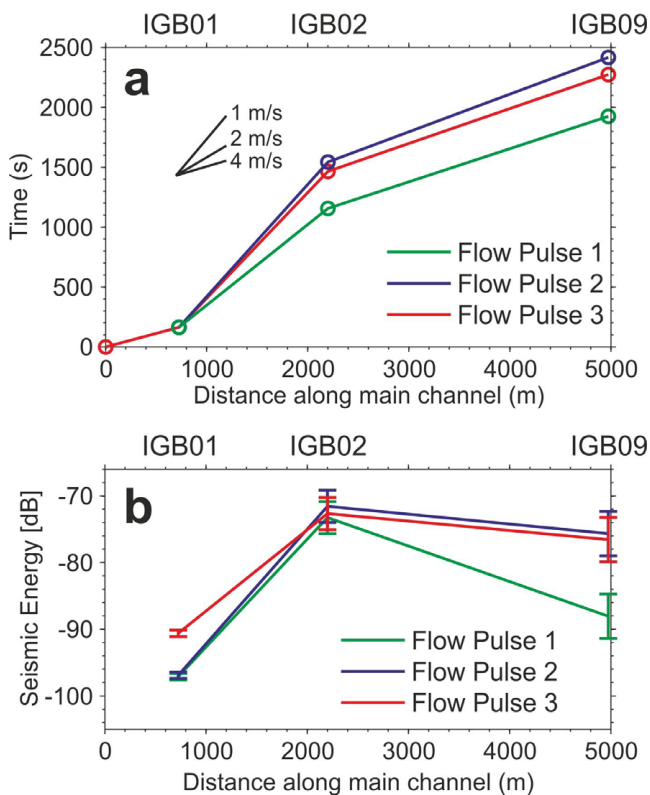 IGB01 IGB02 IGB09
a
2500
2000
1500
1000
500
0
Time (s)
1 m/s
2 m/s
4 m/s
Flow Pulse 1
Flow Pulse 2
Flow Pulse 3
0 1000 2000 3000 4000 5000
Distance along main channel (m)
IGB01 IGB02 IGB09
b
-70
-80
-90
-100
Seismic Energy [dB]
Flow Pulse 1
Flow Pulse 2
Flow Pulse 3
0 1000 2000 3000 4000 5000
Distance along main channel (m)